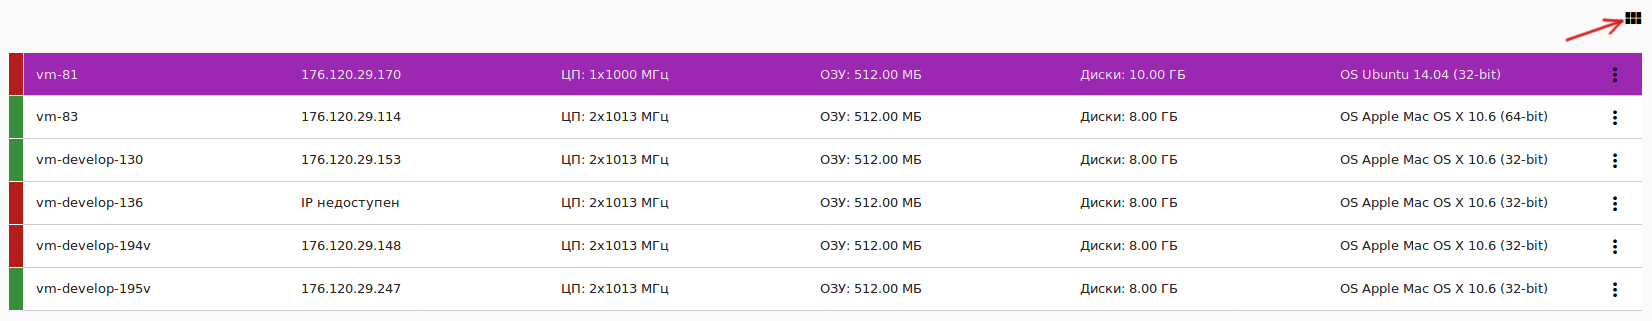 vm-81 176.120.29.170 ЦП: 1x1000 МГц ОЗУ: 512.00 МБ Диски: 10.00 ГБ OS Ubuntu 14.04 (32-bit)
vm-83 176.120.29.114 ЦП: 2x1013 МГц ОЗУ: 512.00 МБ Диски: 8.00 ГБ OS Apple Mac OS X 10.6 (64-bit)
vm-develop-130 176.120.29.153 ЦП: 2x1013 МГц ОЗУ: 512.00 МБ Диски: 8.00 ГБ OS Apple Mac OS X 10.6 (32-bit)
vm-develop-136 IP недоступен ЦП: 2x1013 МГц ОЗУ: 512.00 МБ Диски: 8.00 ГБ OS Apple Mac OS X 10.6 (32-bit)
vm-develop-194v 176.120.29.148 ЦП: 2x1013 МГц ОЗУ: 512.00 МБ Диски: 8.00 ГБ OS Apple Mac OS X 10.6 (32-bit)
vm-develop-195v 176.120.29.247 ЦП: 2x1013 МГц ОЗУ: 512.00 МБ Диски: 8.00 ГБ OS Apple Mac OS X 10.6 (32-bit)